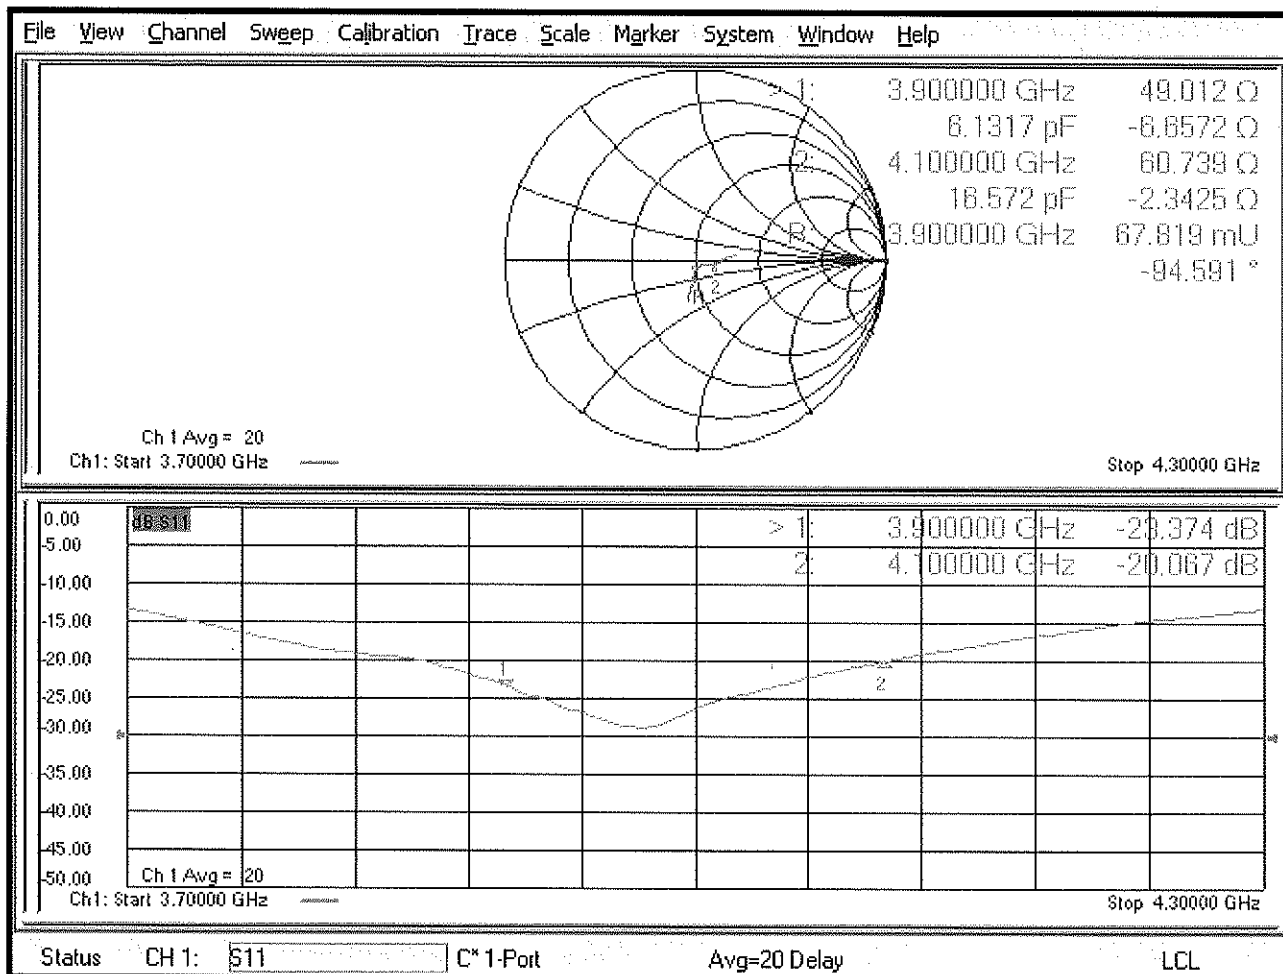 File View Channel Sweep Calibration Trace Scale Marker System Window Help
> 1: 3.900000 GHz 49.012 Ω
6.1317 pF -6.6572 Ω
2: 4.100000 GHz 60.739 Ω
16.572 pF -2.3425 Ω
R 3.900000 GHz 67.819 mU
-94.591 °
2
Ch 1 Avg = 20
Ch1: Start 3.70000 GHz
Stop 4.30000 GHz
0.00
dB S11
> 1: 3.900000 GHz -23.374 dB
-5.00
2: 4.100000 GHz -20.067 dB
-10.00
-15.00
-20.00
1
2
-25.00
-30.00
-35.00
-40.00
-45.00
-50.00
Ch 1 Avg = 20
Ch1: Start 3.70000 GHz
Stop 4.30000 GHz
Status CH 1: S11 C* 1-Port Avg=20 Delay LCL